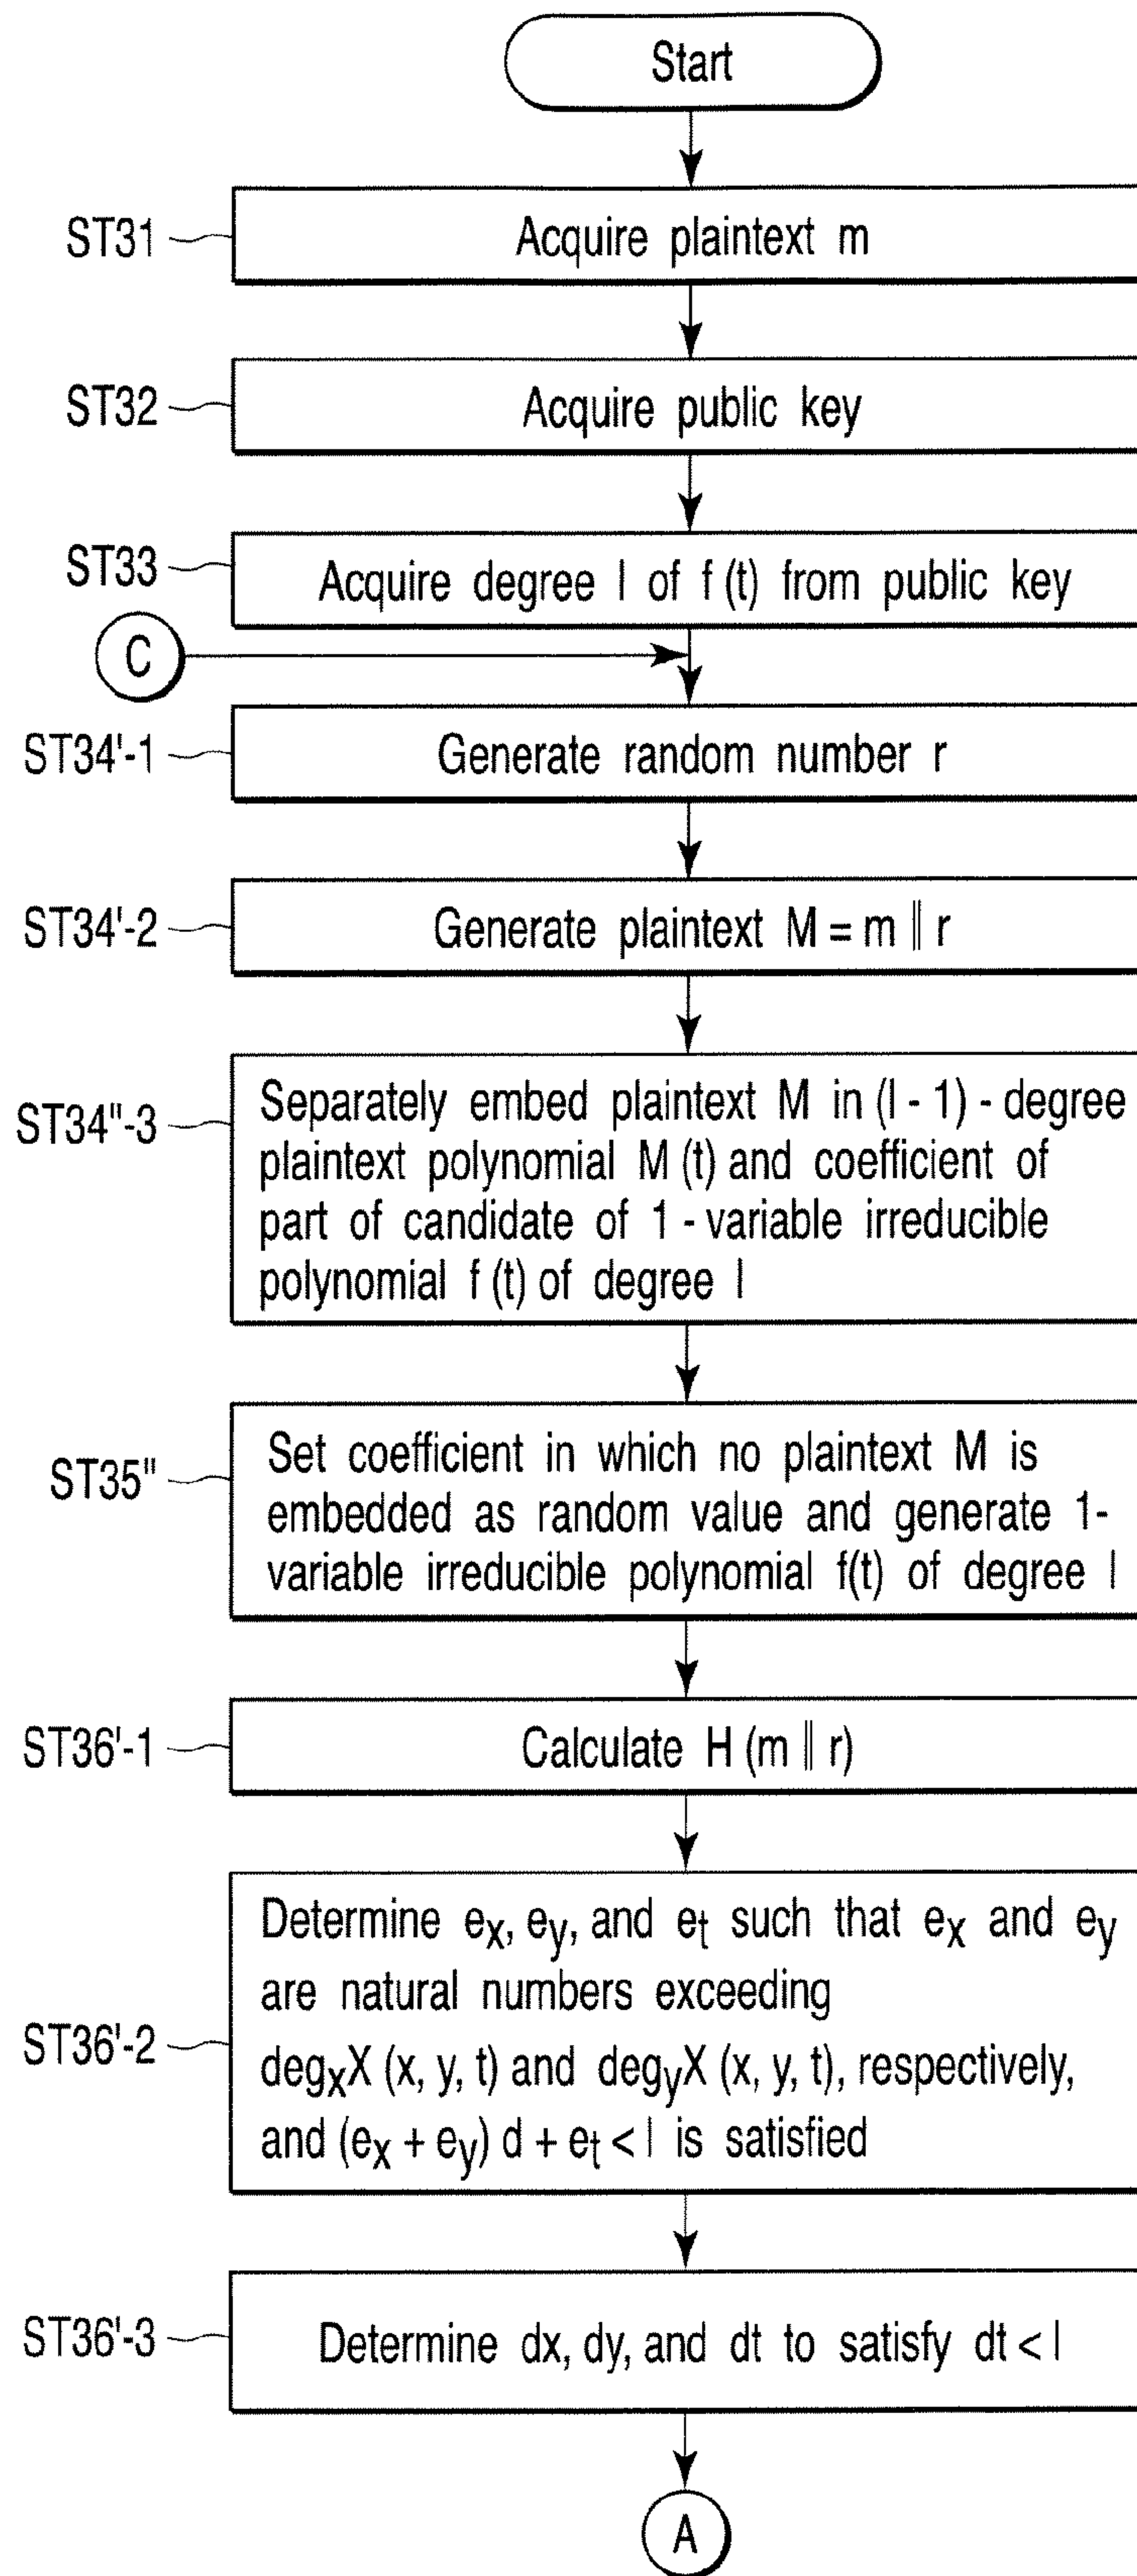 Start
ST31
Acquire plaintext m
ST32
Acquire public key
ST33
Acquire degree l of f (t) from public key
C
ST34'-1
Generate random number r
ST34'-2
Generate plaintext M = m || r
ST34"-3
Separately embed plaintext M in (l - 1) - degree
plaintext polynomial M (t) and coefficient of
part of candidate of 1 - variable irreducible
polynomial f (t) of degree l
ST35"
Set coefficient in which no plaintext M is
embedded as random value and generate 1-
variable irreducible polynomial f(t) of degree l
ST36'-1
Calculate H (m || r)
ST36'-2
Determine eₓ, e_y, and eₜ such that eₓ and e_y
are natural numbers exceeding
degₓX (x, y, t) and deg_yX (x, y, t), respectively,
and (eₓ + e_y) d + eₜ < l is satisfied
ST36'-3
Determine dx, dy, and dt to satisfy dt < l
A